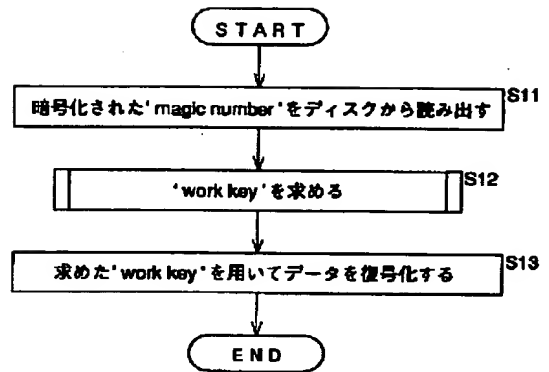 START
S11
暗号化された'magic number'をディスクから読み出す
S12
'work key'を求める
S13
求めた'work key'を用いてデータを復号化する
END